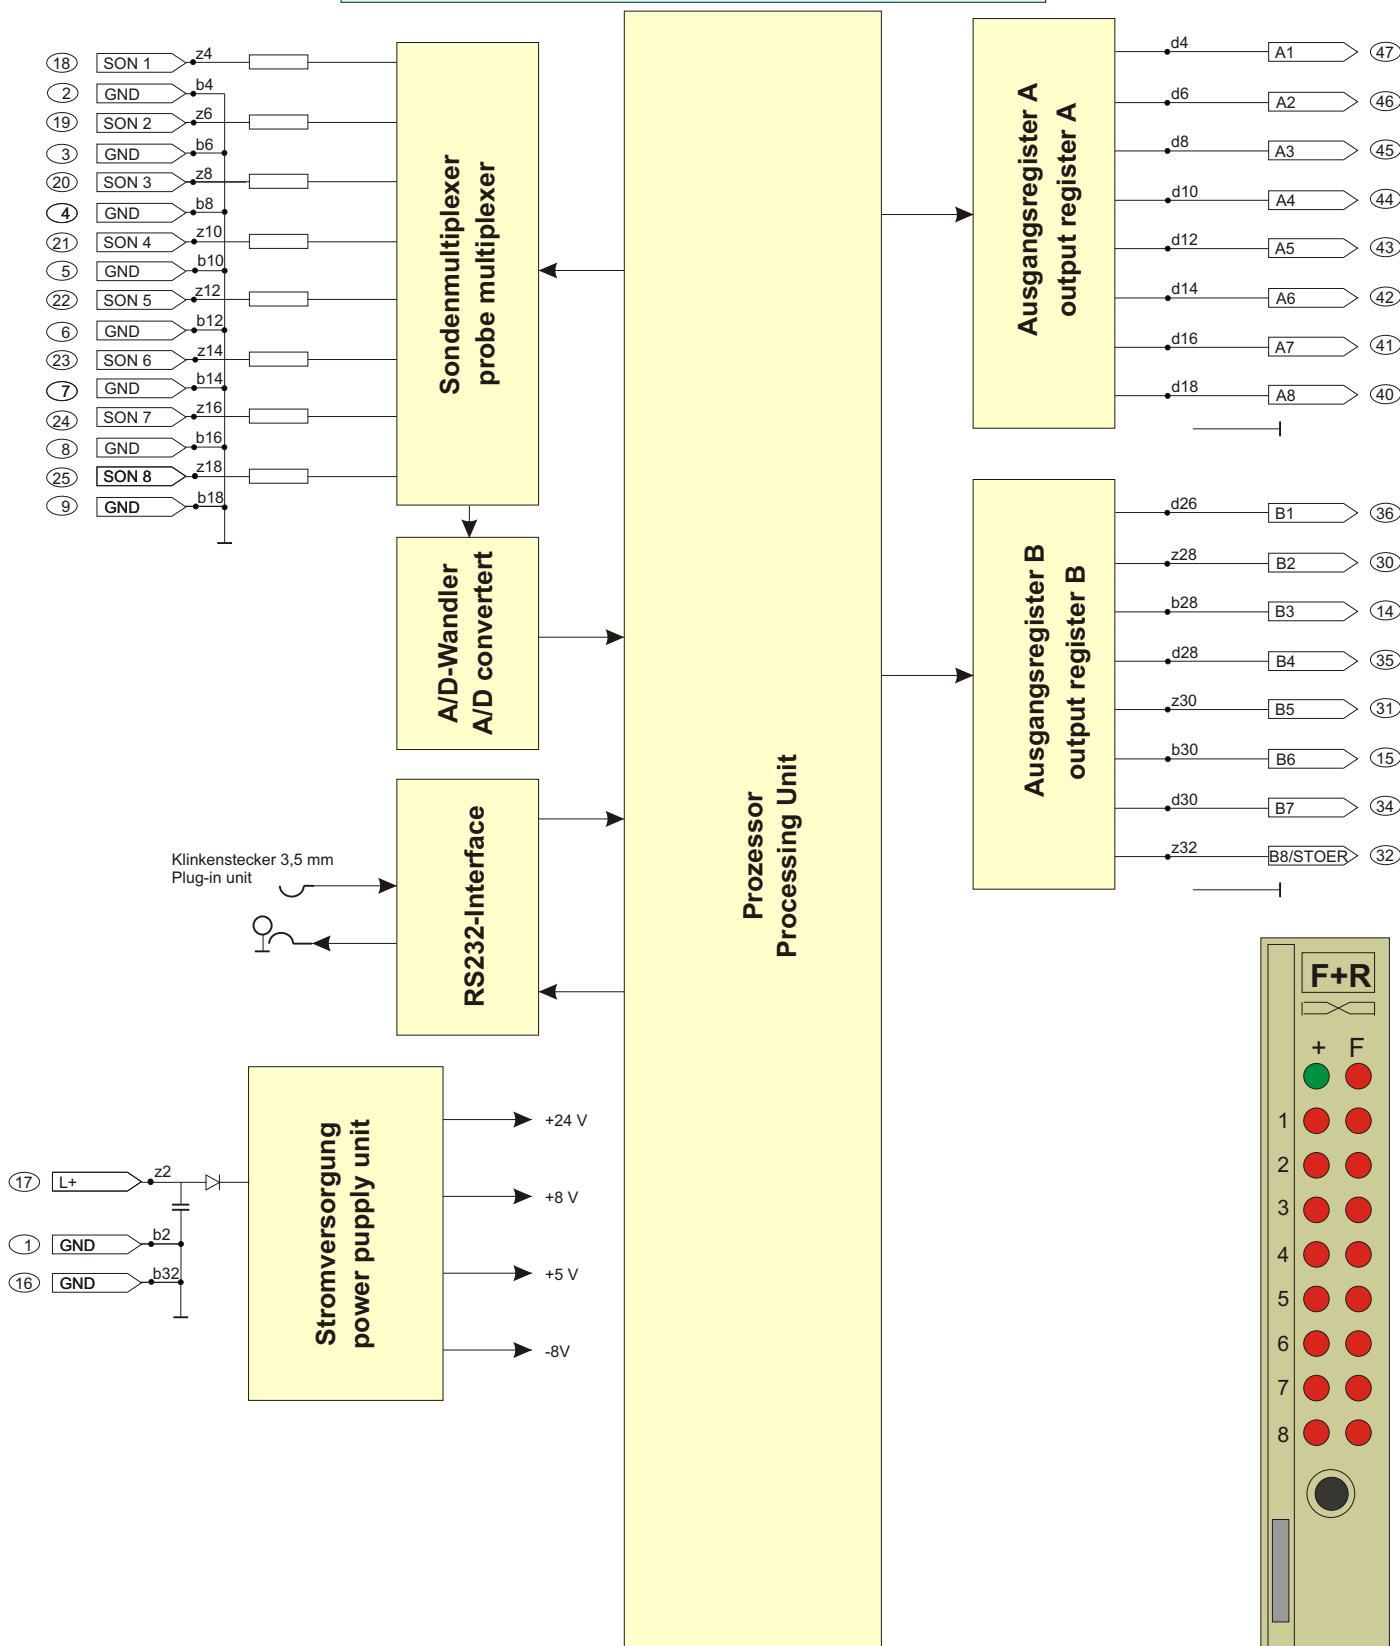 18 SON 1 z4
2 GND b4
19 SON 2 z6
3 GND b6
20 SON 3 z8
4 GND b8
21 SON 4 z10
5 GND b10
22 SON 5 z12
6 GND b12
23 SON 6 z14
7 GND b14
24 SON 7 z16
8 GND b16
25 SON 8 z18
9 GND b18
Sondenmultiplexer
probe multiplexer
A/D-Wandler
A/D convertert
Klinkenstecker 3,5 mm
Plug-in unit
RS232-Interface
17 L+ z2
1 GND b2
16 GND b32
Stromversorgung
power pupply unit
+24 V
+8 V
+5 V
-8V
Prozessor
Processing Unit
Ausgangsregister A
output register A
d4 A1 47
d6 A2 46
d8 A3 45
d10 A4 44
d12 A5 43
d14 A6 42
d16 A7 41
d18 A8 40
Ausgangsregister B
output register B
d26 B1 36
z28 B2 30
b28 B3 14
d28 B4 35
z30 B5 31
b30 B6 15
d30 B7 34
z32 B8/STOER 32
F+R
+ F
1
2
3
4
5
6
7
8